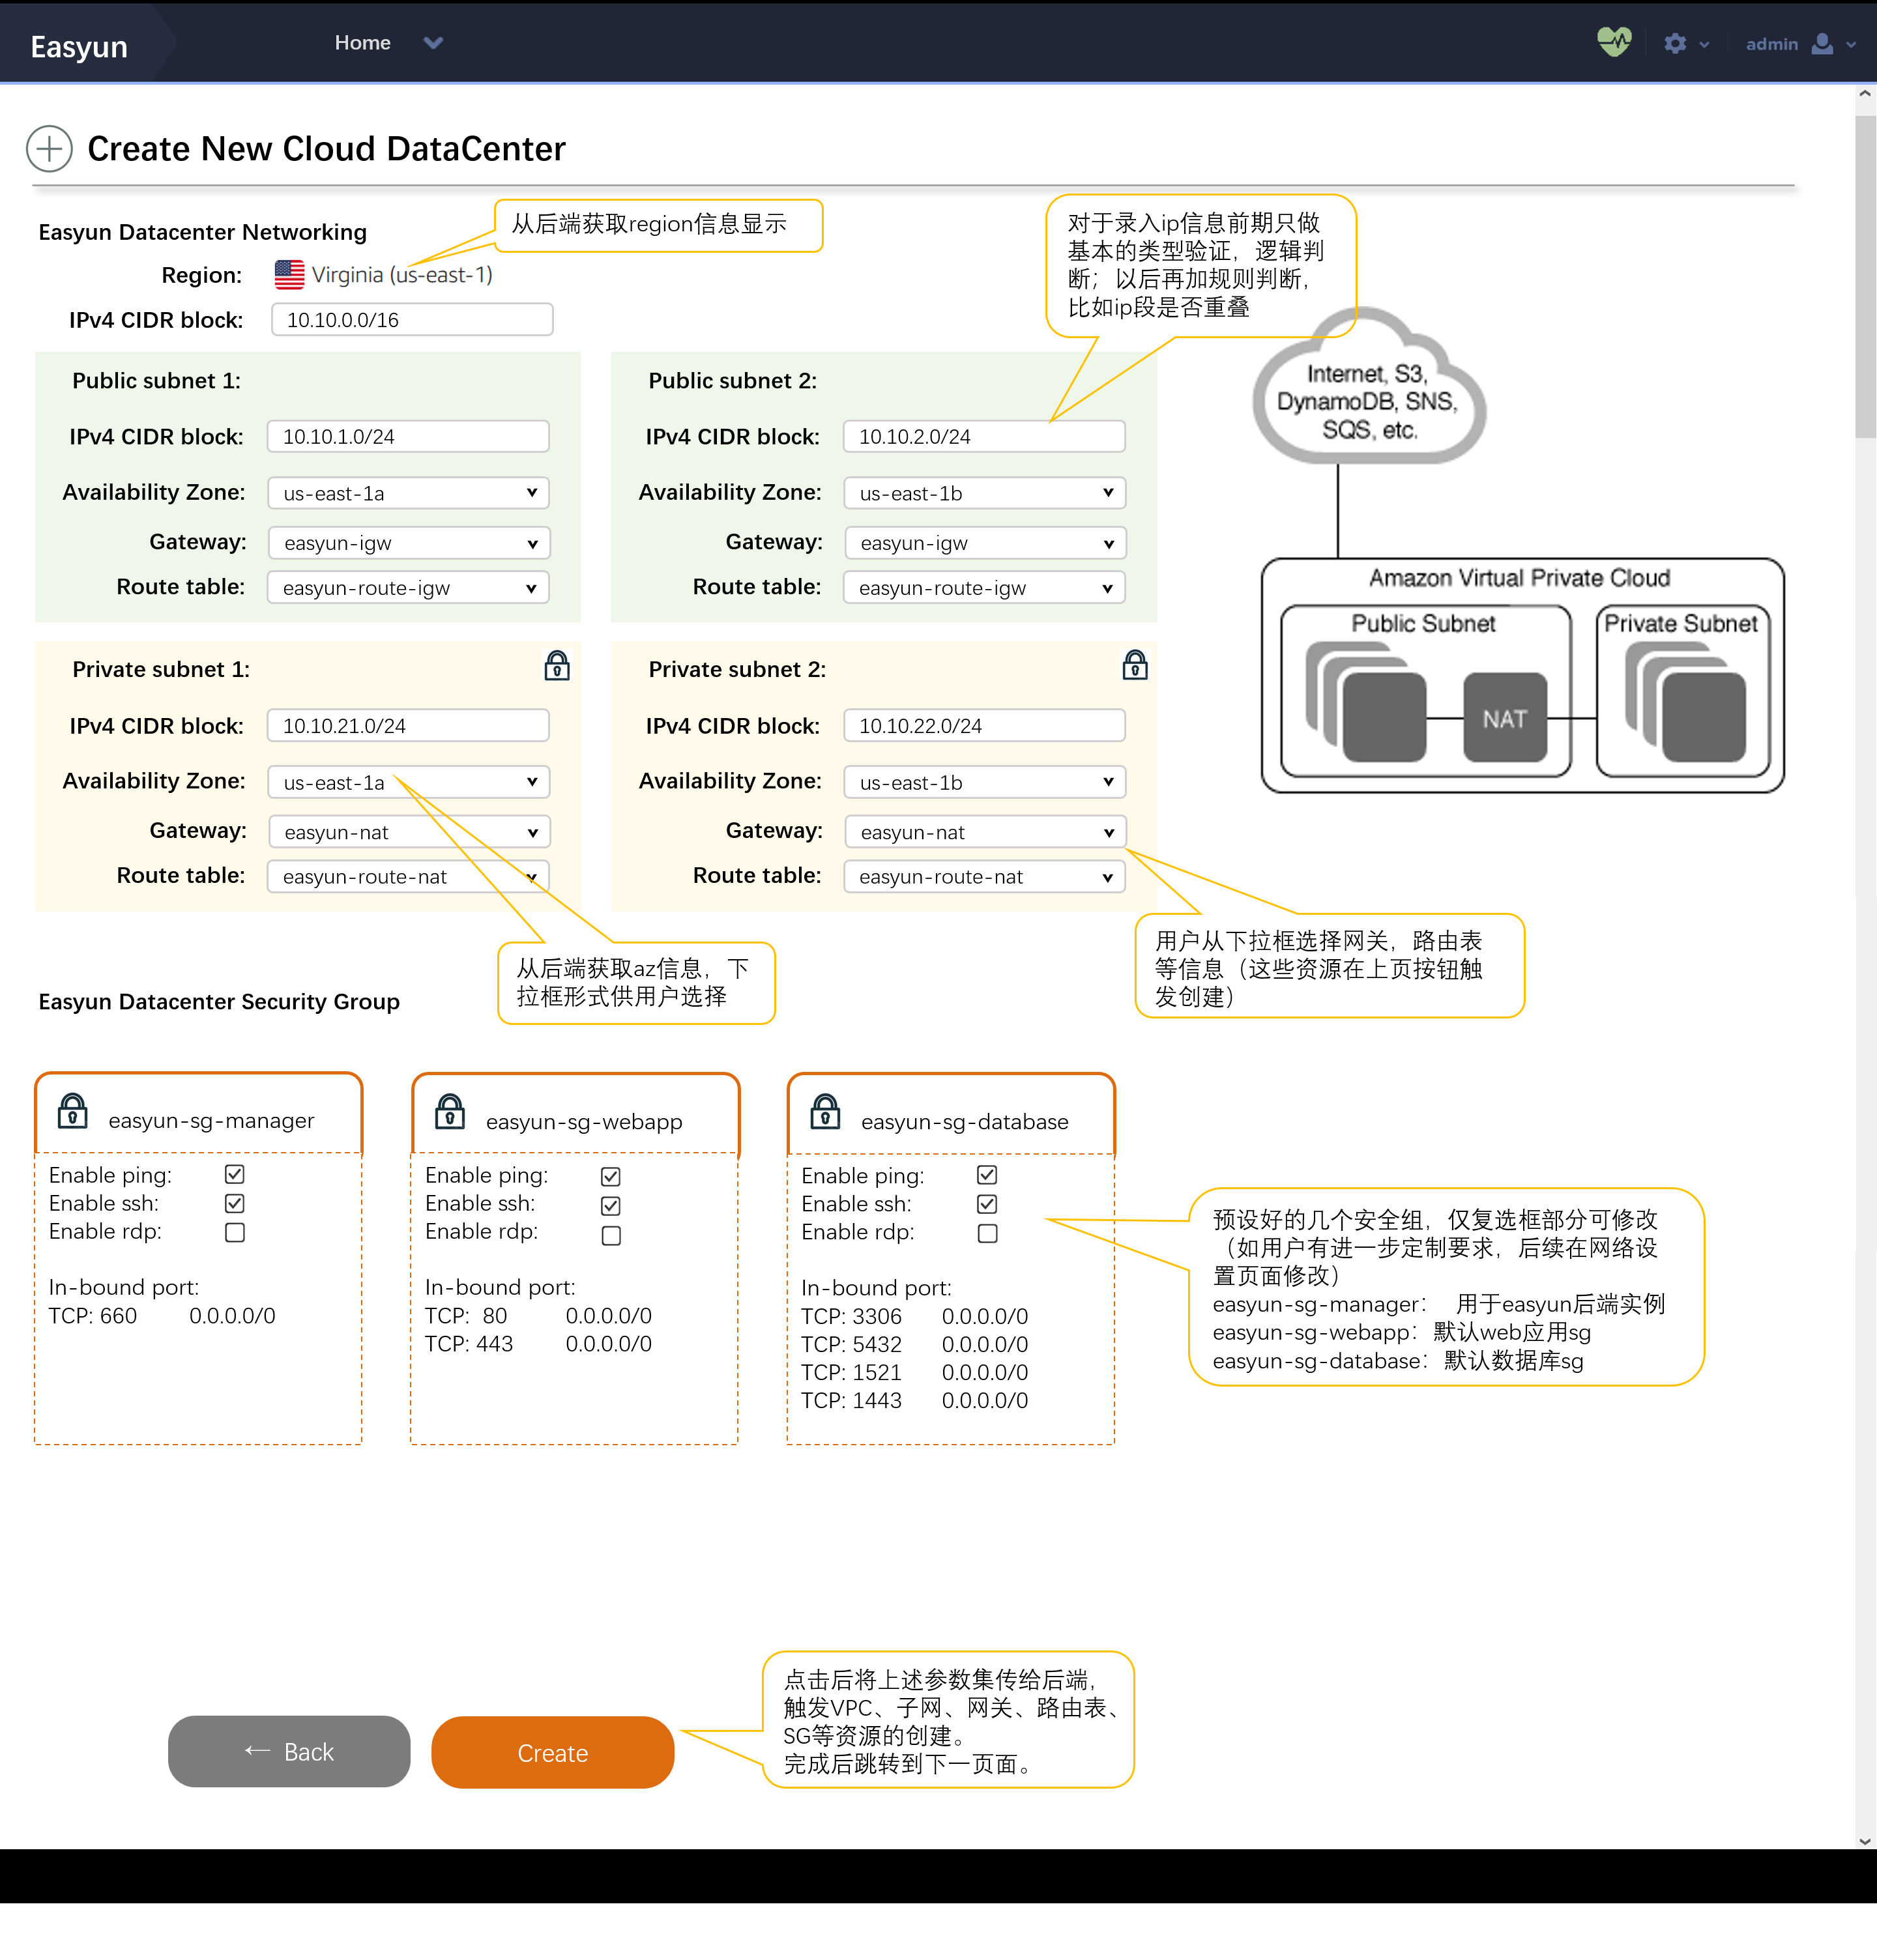 Easyun
Home
admin
Create New Cloud DataCenter
Easyun Datacenter Networking
从后端获取region信息显示
Region:
Virginia (us-east-1)
IPv4 CIDR block:
10.10.0.0/16
对于录入ip信息前期只做
基本的类型验证，逻辑判
断；以后再加规则判断，
比如ip段是否重叠
Public subnet 1:
IPv4 CIDR block:
10.10.1.0/24
Availability Zone:
us-east-1a
Gateway:
easyun-igw
Route table:
easyun-route-igw
Public subnet 2:
IPv4 CIDR block:
10.10.2.0/24
Availability Zone:
us-east-1b
Gateway:
easyun-igw
Route table:
easyun-route-igw
Internet, S3,
DynamoDB, SNS,
SQS, etc.
Amazon Virtual Private Cloud
Public Subnet
Private Subnet
NAT
Private subnet 1:
IPv4 CIDR block:
10.10.21.0/24
Availability Zone:
us-east-1a
Gateway:
easyun-nat
Route table:
easyun-route-nat
Private subnet 2:
IPv4 CIDR block:
10.10.22.0/24
Availability Zone:
us-east-1b
Gateway:
easyun-nat
Route table:
easyun-route-nat
从后端获取az信息，下
拉框形式供用户选择
用户从下拉框选择网关，路由表
等信息（这些资源在上页按钮触
发创建）
Easyun Datacenter Security Group
easyun-sg-manager
Enable ping:
Enable ssh:
Enable rdp:
In-bound port:
TCP: 660 0.0.0.0/0
easyun-sg-webapp
Enable ping:
Enable ssh:
Enable rdp:
In-bound port:
TCP: 80 0.0.0.0/0
TCP: 443 0.0.0.0/0
easyun-sg-database
Enable ping:
Enable ssh:
Enable rdp:
In-bound port:
TCP: 3306 0.0.0.0/0
TCP: 5432 0.0.0.0/0
TCP: 1521 0.0.0.0/0
TCP: 1443 0.0.0.0/0
预设好的几个安全组，仅复选框部分可修改
（如用户有进一步定制要求，后续在网络设
置页面修改）
easyun-sg-manager： 用于easyun后端实例
easyun-sg-webapp：默认web应用sg
easyun-sg-database：默认数据库sg
← Back
Create
点击后将上述参数集传给后端，
触发VPC、子网、网关、路由表、
SG等资源的创建。
完成后跳转到下一页面。